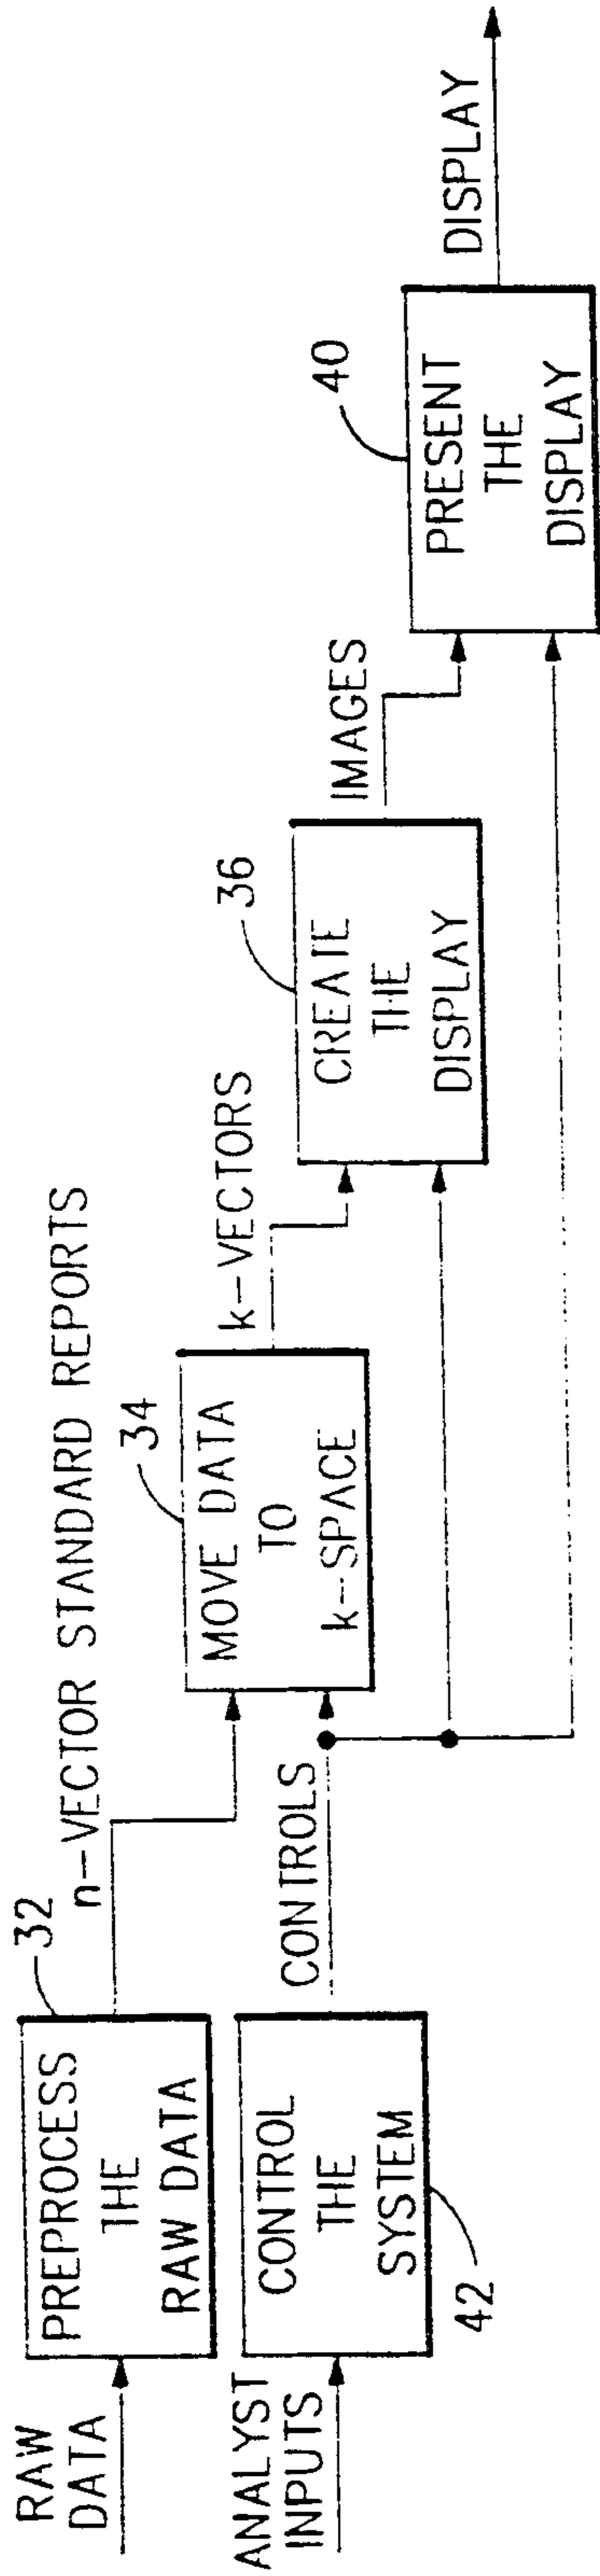 RAW
DATA
PREPROCESS
THE
RAW DATA
32
n-VECTOR STANDARD REPORTS
ANALYST
INPUTS
CONTROL
THE
SYSTEM
42
CONTROLS
MOVE DATA
TO
k-SPACE
34
k-VECTORS
CREATE
THE
DISPLAY
36
IMAGES
PRESENT
THE
DISPLAY
40
DISPLAY